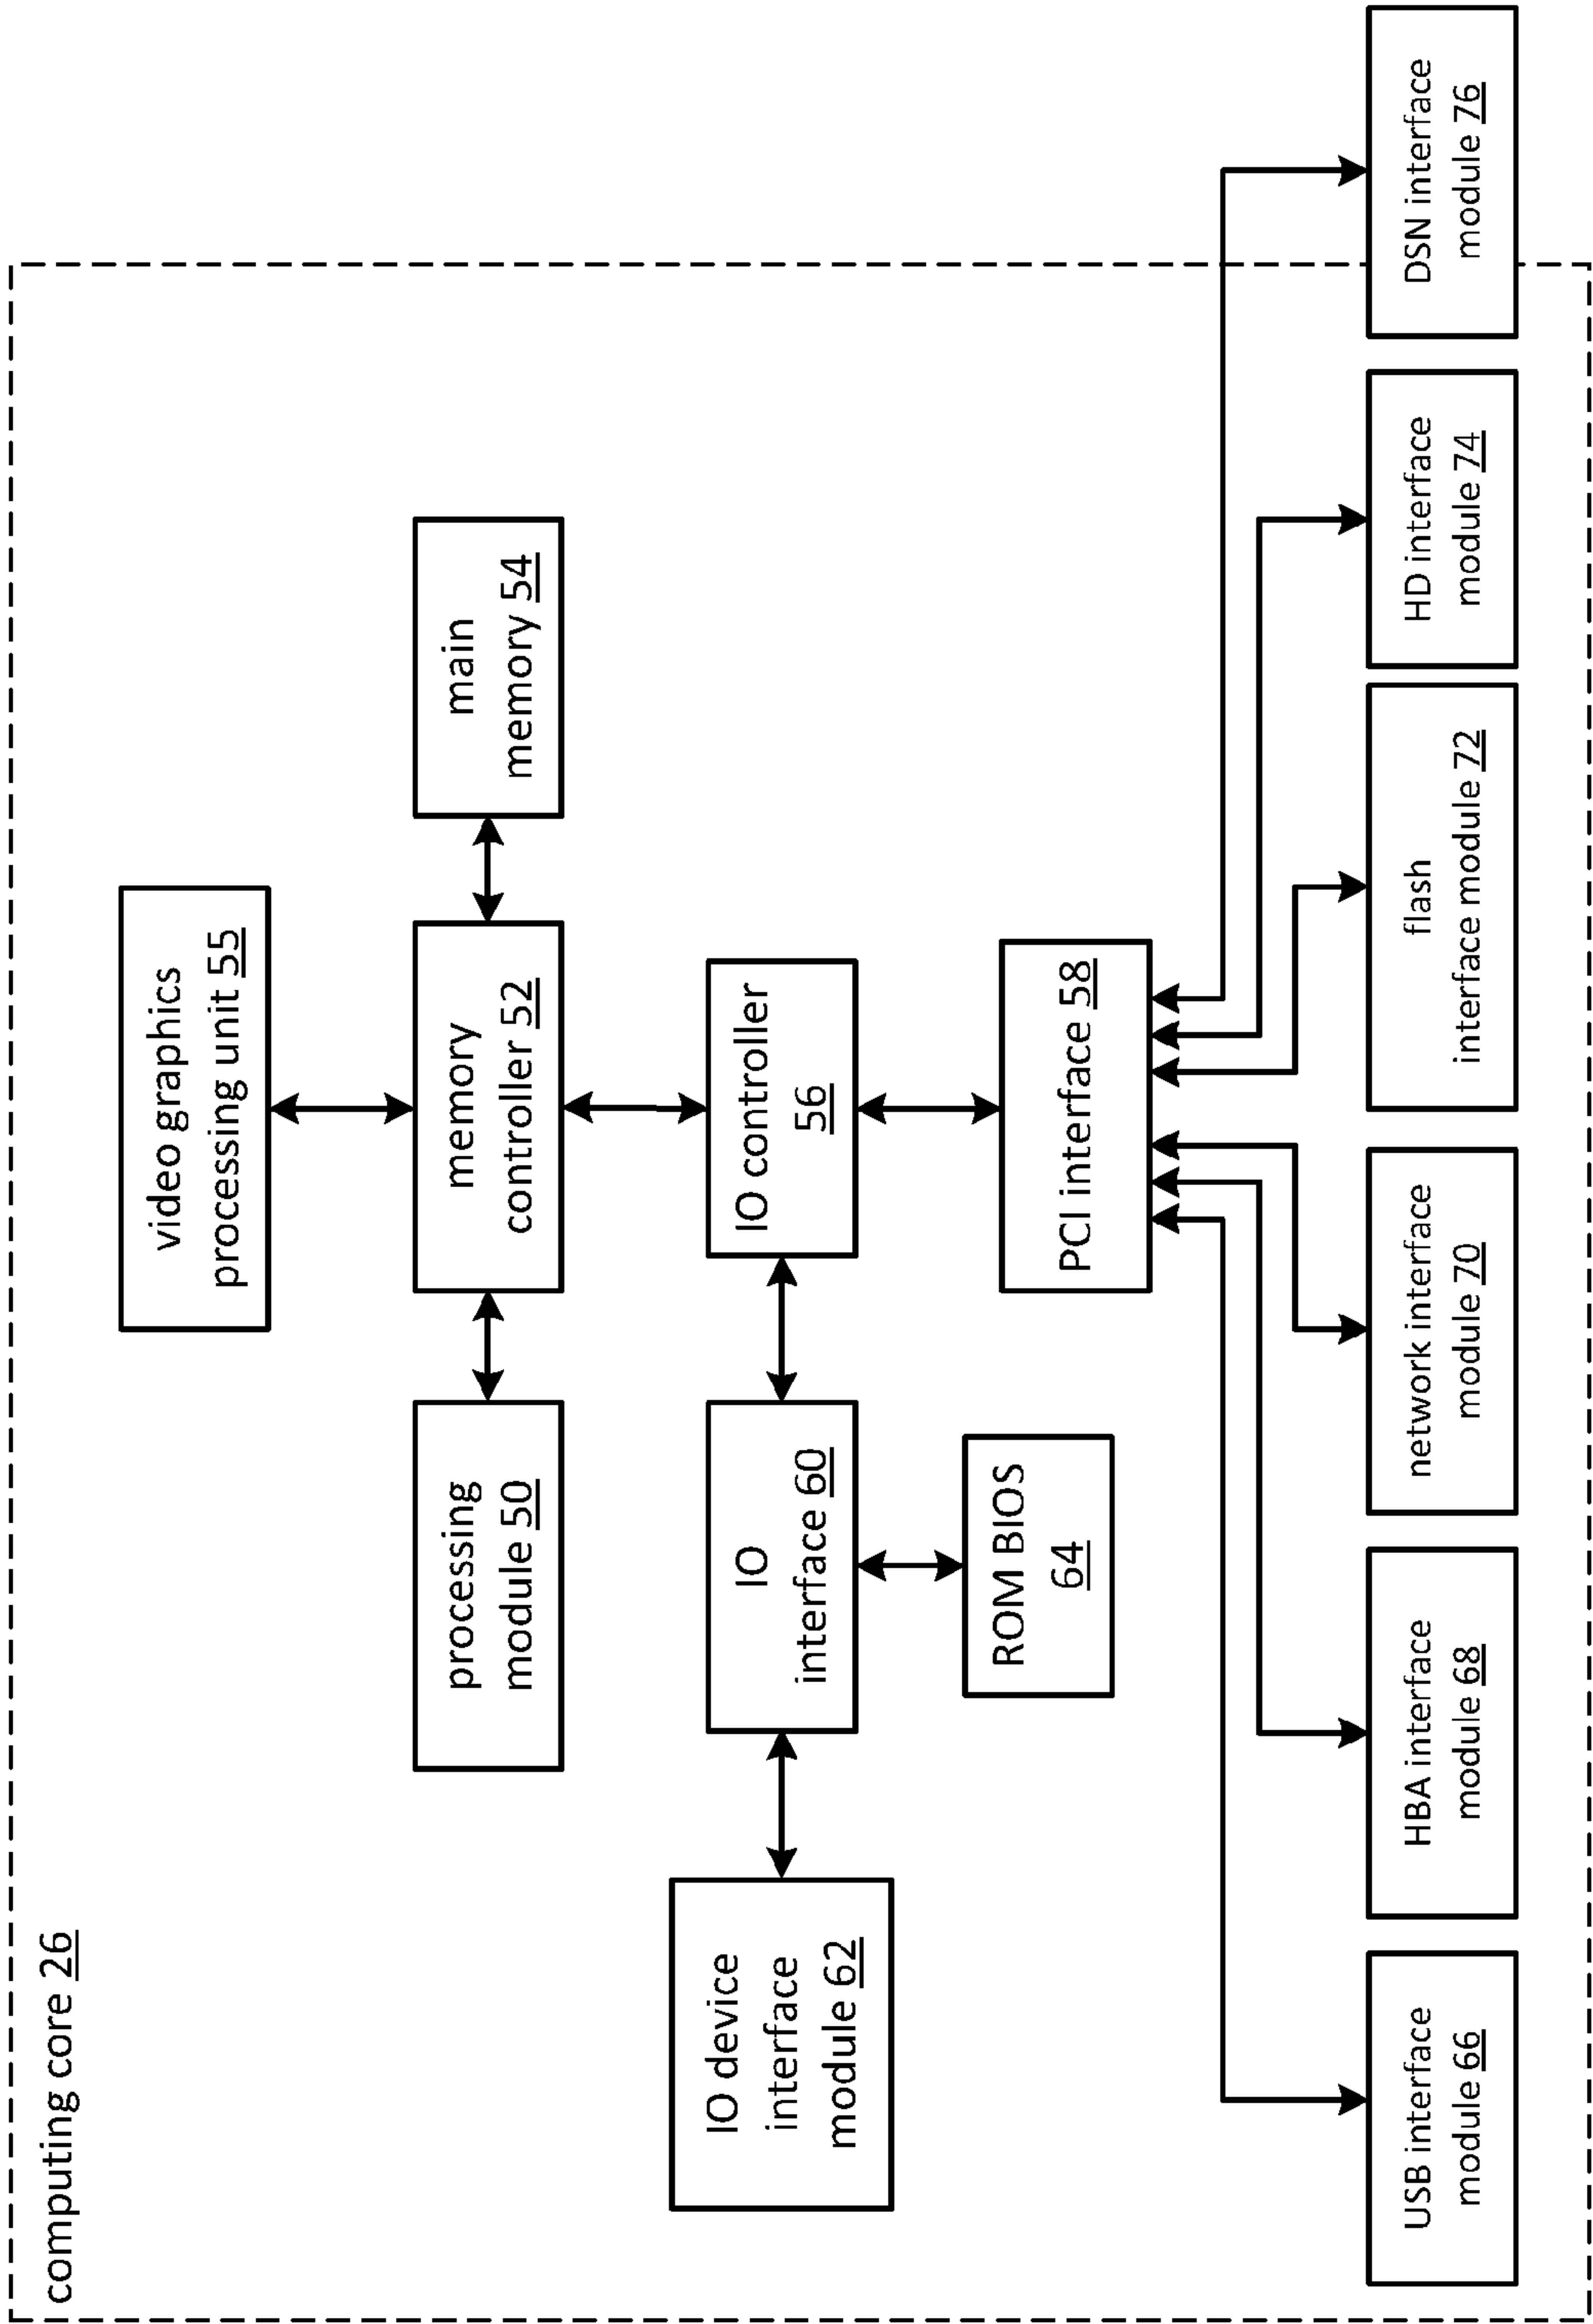 computing core 26
video graphics
processing unit 55
processing
module 50
memory
controller 52
main
memory 54
IO device
interface
module 62
IO
interface 60
IO controller
56
ROM BIOS
64
PCI interface 58
USB interface
module 66
HBA interface
module 68
network interface
module 70
flash
interface module 72
HD interface
module 74
DSN interface
module 76